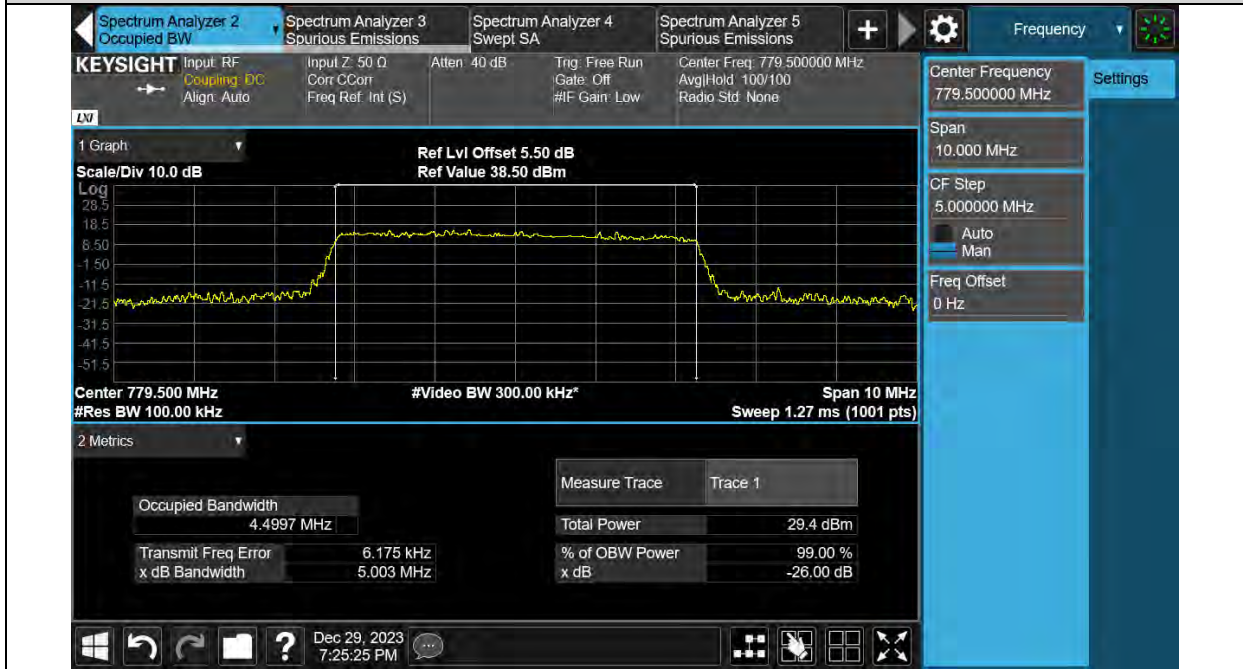 Spectrum Analyzer 2
Occupied BW
Spectrum Analyzer 3
Spurious Emissions
Spectrum Analyzer 4
Swept SA
Spectrum Analyzer 5
Spurious Emissions
+
Frequency
KEYSIGHT
Input: RF
Coupling: DC
Align: Auto
Input Z: 50 Ω
Corr CCorr
Freq Ref: Int (S)
Atten: 40 dB
Trig: Free Run
Gate: Off
#IF Gain: Low
Center Freq: 779.500000 MHz
Avg|Hold: 100/100
Radio Std: None
LXI
Center Frequency
779.500000 MHz
Settings
Span
10.000 MHz
CF Step
5.000000 MHz
Auto
Man
Freq Offset
0 Hz
1 Graph
Scale/Div 10.0 dB
Ref Lvl Offset 5.50 dB
Ref Value 38.50 dBm
Log
28.5
18.5
8.50
-1.50
-11.5
-21.5
-31.5
-41.5
-51.5
Center 779.500 MHz
#Video BW 300.00 kHz*
Span 10 MHz
#Res BW 100.00 kHz
Sweep 1.27 ms (1001 pts)
2 Metrics
Measure Trace
Trace 1
Occupied Bandwidth
4.4997 MHz
Total Power
29.4 dBm
Transmit Freq Error
6.175 kHz
% of OBW Power
99.00 %
x dB Bandwidth
5.003 MHz
x dB
-26.00 dB
?
Dec 29, 2023
7:25:25 PM